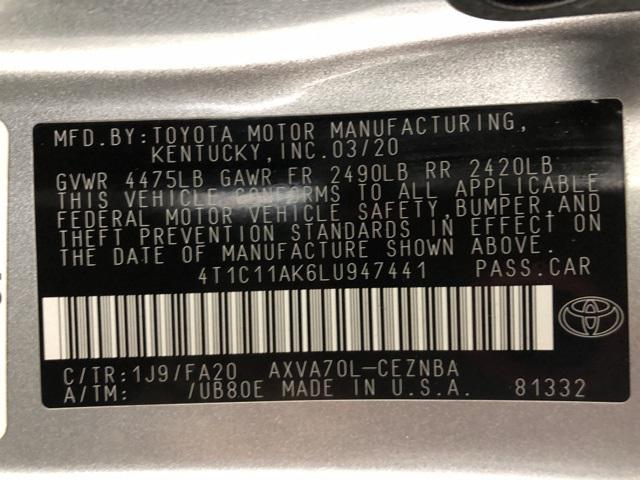 MFD.BY:TOYOTA MOTOR MANUFACTURING,
KENTUCKY,INC.03/20
GVWR 4475LB GAWR FR 2490LB RR 2420LB
THIS VEHICLE CONFORMS TO ALL APPLICABLE
FEDERAL MOTOR VEHICLE SAFETY,BUMPER,AND
THEFT PREVENTION STANDARDS IN EFFECT ON
THE DATE OF MANUFACTURE SHOWN ABOVE.
4T1C11AK6LU947441 PASS.CAR
C/TR:1J9/FA20 AXVA70L-CEZNBA
A/TM: /UB80E MADE IN U.S.A. 81332